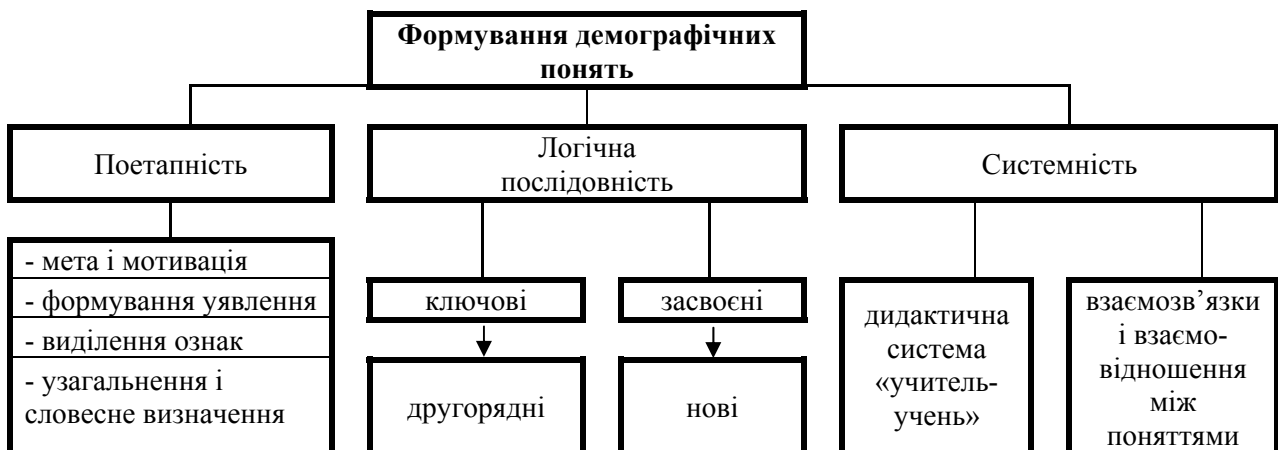 Формування демографічних
понять
Поетапність
Логічна
послідовність
Системність
- мета і мотивація
- формування уявлення
- виділення ознак
- узагальнення і
словесне визначення
ключові
засвоєні
другорядні
нові
дидактична
система
«учитель-
учень»
взаємозв’язки
і взаємо-
відношення
між
поняттями